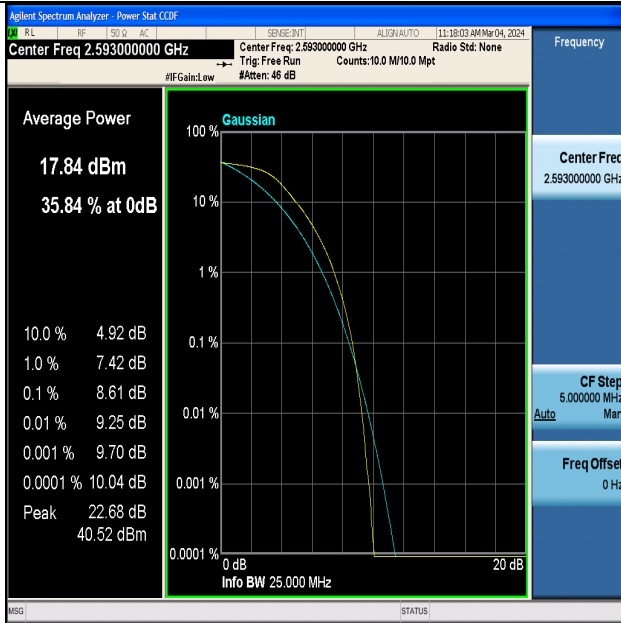 Agilent Spectrum Analyzer - Power Stat CCDF
LXI RL RF 50 Ω AC SENSE:INT ALIGN AUTO 11:18:03 AM Mar 04, 2024
Center Freq 2.593000000 GHz
Center Freq: 2.593000000 GHz Radio Std: None
Trig: Free Run Counts:10.0 M/10.0 Mpt
#IFGain:Low #Atten: 46 dB
Frequency
Average Power
17.84 dBm
35.84 % at 0dB
10.0 % 4.92 dB
1.0 % 7.42 dB
0.1 % 8.61 dB
0.01 % 9.25 dB
0.001 % 9.70 dB
0.0001 % 10.04 dB
Peak 22.68 dB
40.52 dBm
Gaussian
100 %
10 %
1 %
0.1 %
0.01 %
0.001 %
0.0001 %
0 dB 20 dB
Info BW 25.000 MHz
Center Freq
2.593000000 GHz
CF Step
5.000000 MHz
Auto Man
Freq Offset
0 Hz
MSG STATUS